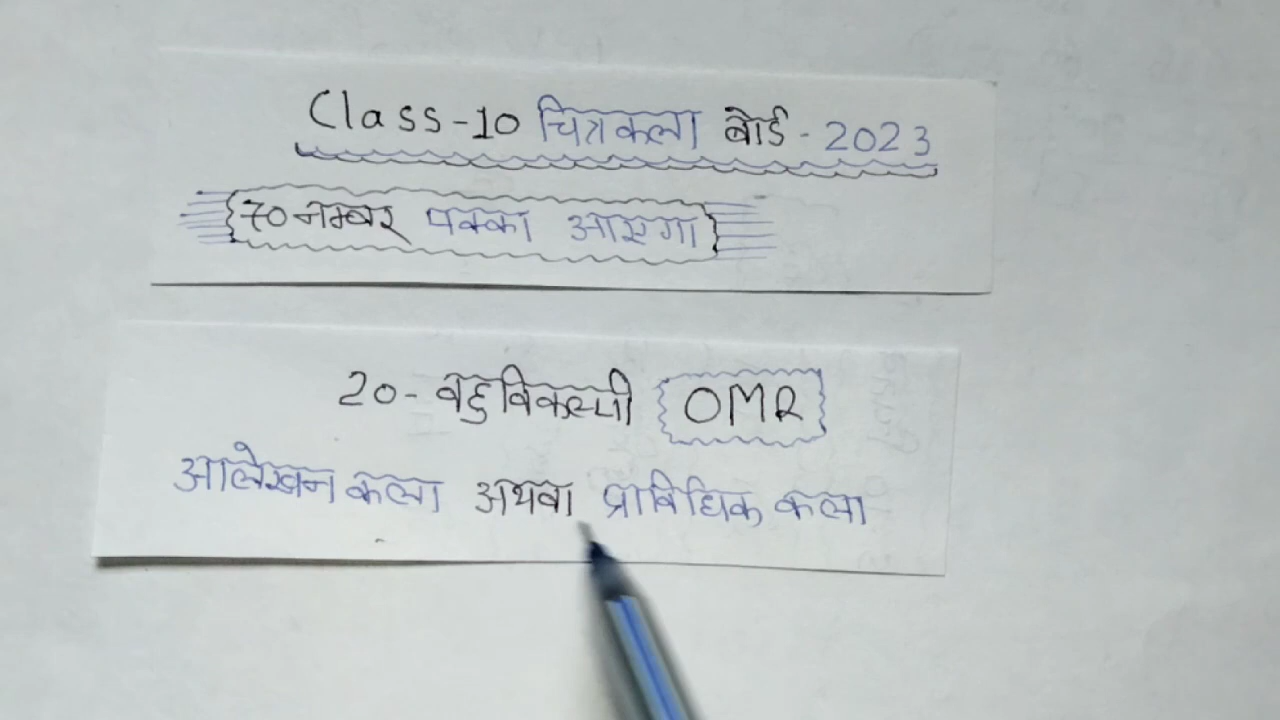 Class-10 चित्रकला बोर्ड - 2023
70 नम्बर पक्का आएगा
20 - बहुविकल्पी OMR
आलेखन कला अथवा प्राविधिक कला